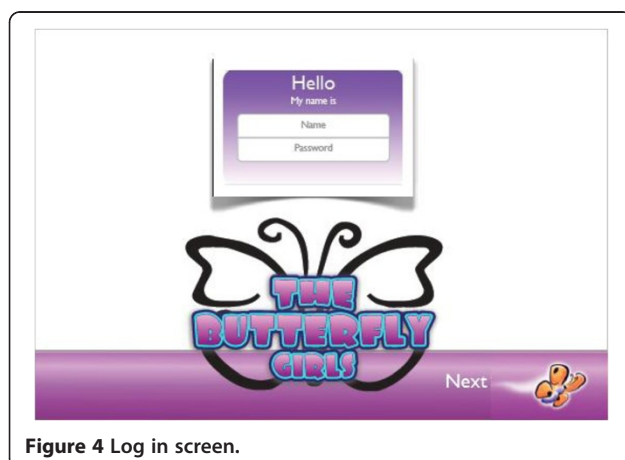 Hello
My name is
Name
Password
THE
BUTTERFLY
GIRLS
Next
Figure 4 Log in screen.